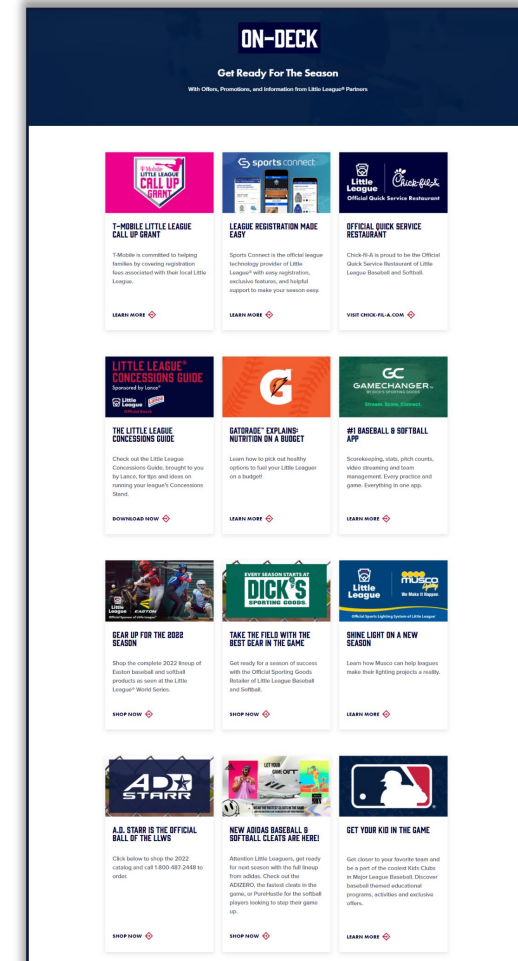 ON-DECK
Get Ready For The Season
With Offers, Promotions, and Information from Little League® Partners
T Mobile
LITTLE LEAGUE
CALL UP
GRANT
T-MOBILE LITTLE LEAGUE
CALL UP GRANT
T-Mobile is committed to helping
families by covering registration
fees associated with their local Little
League.
LEARN MORE
sports connect
LEAGUE REGISTRATION MADE
EASY
Sports Connect is the official league
technology provider of Little
League® with easy registration,
exclusive features, and helpful
support to make your season easy.
LEARN MORE
Little
League
Chick-fil-A
Official Quick Service Restaurant
OFFICIAL QUICK SERVICE
RESTAURANT
Chick-fil-A is proud to be the Official
Quick Service Restaurant of Little
League Baseball and Softball.
VISIT CHICK-FIL-A.COM
LITTLE LEAGUE®
CONCESSIONS GUIDE
Sponsored by Lance®
Little
League
Official Snack
THE LITTLE LEAGUE
CONCESSIONS GUIDE
Check out the Little League
Concessions Guide, brought to you
by Lance, for tips and ideas on
running your league's Concessions
Stand.
DOWNLOAD NOW
G
GATORADE™ EXPLAINS:
NUTRITION ON A BUDGET
Learn how to pick out healthy
options to fuel your Little Leaguer
on a budget!
LEARN MORE
GC
GAMECHANGER™
BY DICK'S SPORTING GOODS
Stream. Score. Connect.
#1 BASEBALL & SOFTBALL
APP
Scorekeeping, stats, pitch counts,
video streaming and team
management. Every practice and
game. Everything in one app.
LEARN MORE
Little
League
EASTON
Official Sponsor of Little League®
GEAR UP FOR THE 2022
SEASON
Shop the complete 2022 lineup of
Easton baseball and softball
products as seen at the Little
League® World Series.
SHOP NOW
EVERY SEASON STARTS AT
DICK'S
SPORTING GOODS.
TAKE THE FIELD WITH THE
BEST GEAR IN THE GAME
Get ready for a season of success
with the Official Sporting Goods
Retailer of Little League Baseball
and Softball.
SHOP NOW
Little
League
musco
Lighting
We Make It Happen.
Official Sports Lighting System of Little League®
SHINE LIGHT ON A NEW
SEASON
Learn how Musco can help leagues
make their lighting projects a reality.
LEARN MORE
AD
STARR
A.D. STARR IS THE OFFICIAL
BALL OF THE LLWS
Click below to shop the 2022
catalog and call 1-800-487-2448 to
order.
SHOP NOW
LET YOUR
GAME OUT
NEW ADIDAS BASEBALL &
SOFTBALL CLEATS ARE HERE!
Attention Little Leaguers, get ready
for next season with the full lineup
from adidas. Check out the
ADIZERO, the fastest cleats in the
game, or PureHustle for the softball
players looking to step their game
up.
SHOP NOW
GET YOUR KID IN THE GAME
Get closer to your favorite team and
be a part of the coolest Kids Clubs
in Major League Baseball. Discover
baseball themed educational
programs, activities and exclusive
offers.
LEARN MORE